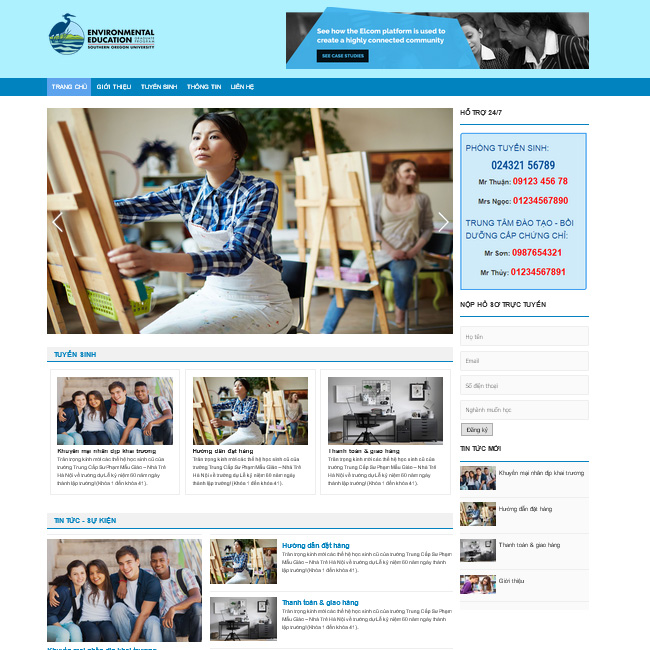 ENVIRONMENTAL
EDUCATION GRADUATE PROGRAM
SOUTHERN OREGON UNIVERSITY
See how the Elcom platform is used to
create a highly connected community
SEE CASE STUDIES
TRANG CHỦ GIỚI THIỆU TUYỂN SINH THÔNG TIN LIÊN HỆ
HỖ TRỢ 24/7
PHÒNG TUYỂN SINH:
024321 56789
Mr Thuận: 09123 456 78
Mrs Ngọc: 01234567890
TRUNG TÂM ĐÀO TẠO - BỒI
DƯỠNG CẤP CHỨNG CHỈ:
Mr Sơn: 0987654321
Mr Thúy: 01234567891
NỘP HỒ SƠ TRỰC TUYẾN
Họ tên
Email
Số điện thoại
Nghành muốn học
Đăng ký
TIN TỨC MỚI
Khuyến mại nhân dịp khai trương
Hướng dẫn đặt hàng
Thanh toán & giao hàng
Giới thiệu
TUYỂN SINH
Khuyến mại nhân dịp khai trương
Trân trọng kính mời các thế hệ học sinh cũ của
trường Trung Cấp Sư Phạm Mẫu Giáo – Nhà Trẻ
Hà Nội về trường dự Lễ kỷ niệm 60 năm ngày
thành lập trường! (Khóa 1 đến khóa 41).
Hướng dẫn đặt hàng
Trân trọng kính mời các thế hệ học sinh cũ của
trường Trung Cấp Sư Phạm Mẫu Giáo – Nhà Trẻ
Hà Nội về trường dự Lễ kỷ niệm 60 năm ngày
thành lập trường! (Khóa 1 đến khóa 41).
Thanh toán & giao hàng
Trân trọng kính mời các thế hệ học sinh cũ của
trường Trung Cấp Sư Phạm Mẫu Giáo – Nhà Trẻ
Hà Nội về trường dự Lễ kỷ niệm 60 năm ngày
thành lập trường! (Khóa 1 đến khóa 41).
TIN TỨC - SỰ KIỆN
Khuyến mại nhân dịp khai trương
Hướng dẫn đặt hàng
Trân trọng kính mời các thế hệ học sinh cũ của trường Trung Cấp Sư Phạm
Mẫu Giáo – Nhà Trẻ Hà Nội về trường dự Lễ kỷ niệm 60 năm ngày thành
lập trường! (Khóa 1 đến khóa 41).
Thanh toán & giao hàng
Trân trọng kính mời các thế hệ học sinh cũ của trường Trung Cấp Sư Phạm
Mẫu Giáo – Nhà Trẻ Hà Nội về trường dự Lễ kỷ niệm 60 năm ngày thành
lập trường! (Khóa 1 đến khóa 41).